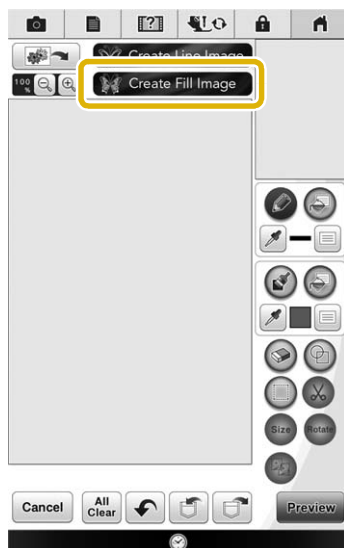 Create Line Image
100 %
Create Fill Image
Size
Rotate
Cancel
All Clear
Preview